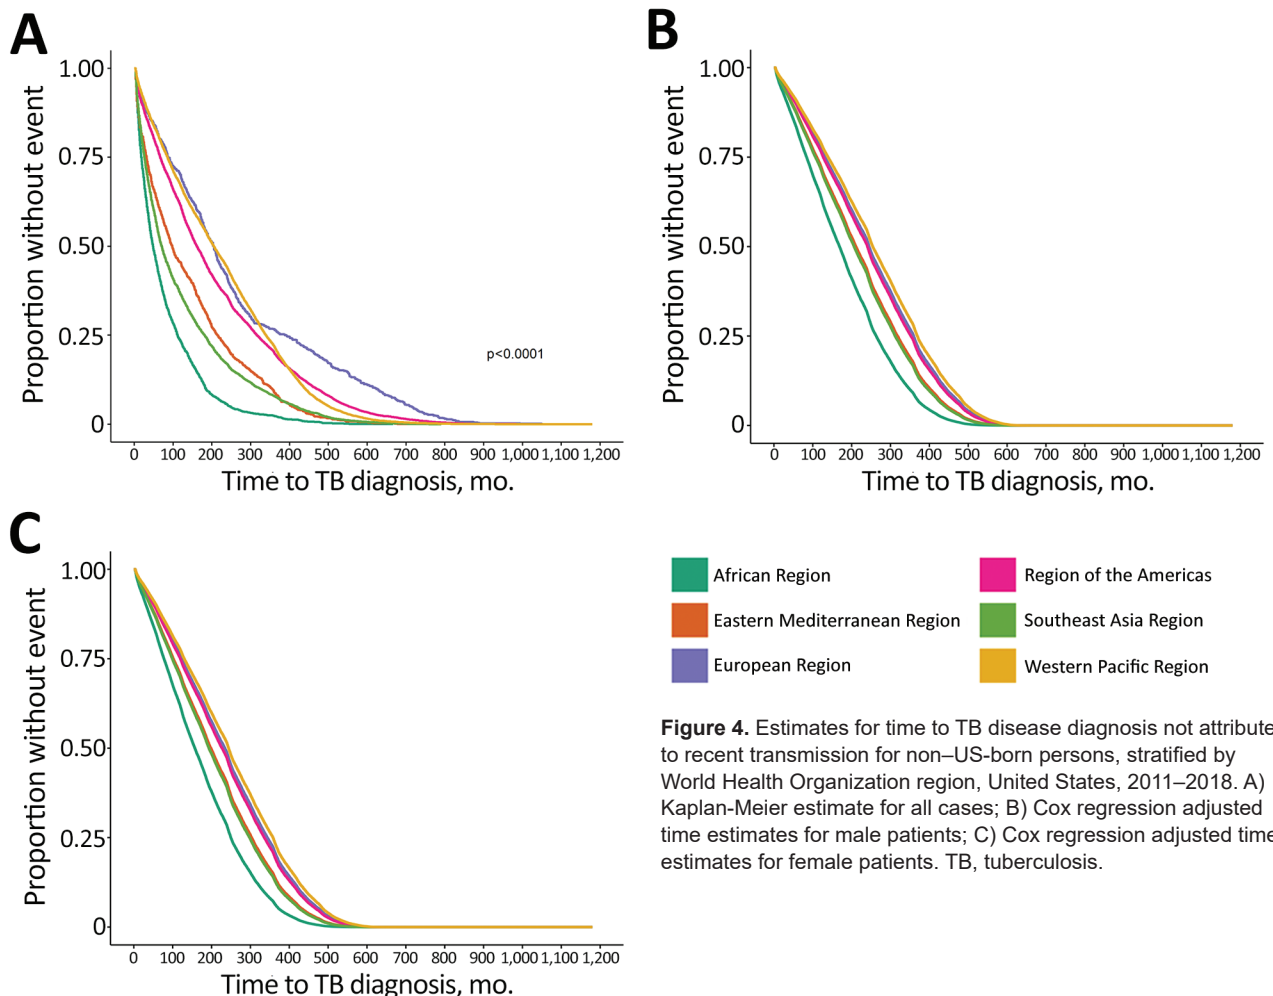 A
Proportion without event
1.00
0.75
0.50
0.25
0
p<0.0001
0 100 200 300 400 500 600 700 800 900 1,000 1,100 1,200
Time to TB diagnosis, mo.
B
Proportion without event
1.00
0.75
0.50
0.25
0
0 100 200 300 400 500 600 700 800 900 1,000 1,100 1,200
Time to TB diagnosis, mo.
C
Proportion without event
1.00
0.75
0.50
0.25
0
0 100 200 300 400 500 600 700 800 900 1,000 1,100 1,200
Time to TB diagnosis, mo.
African Region
Eastern Mediterranean Region
European Region
Region of the Americas
Southeast Asia Region
Western Pacific Region
Figure 4. Estimates for time to TB disease diagnosis not attribute
to recent transmission for non–US-born persons, stratified by
World Health Organization region, United States, 2011–2018. A)
Kaplan-Meier estimate for all cases; B) Cox regression adjusted
time estimates for male patients; C) Cox regression adjusted time
estimates for female patients. TB, tuberculosis.